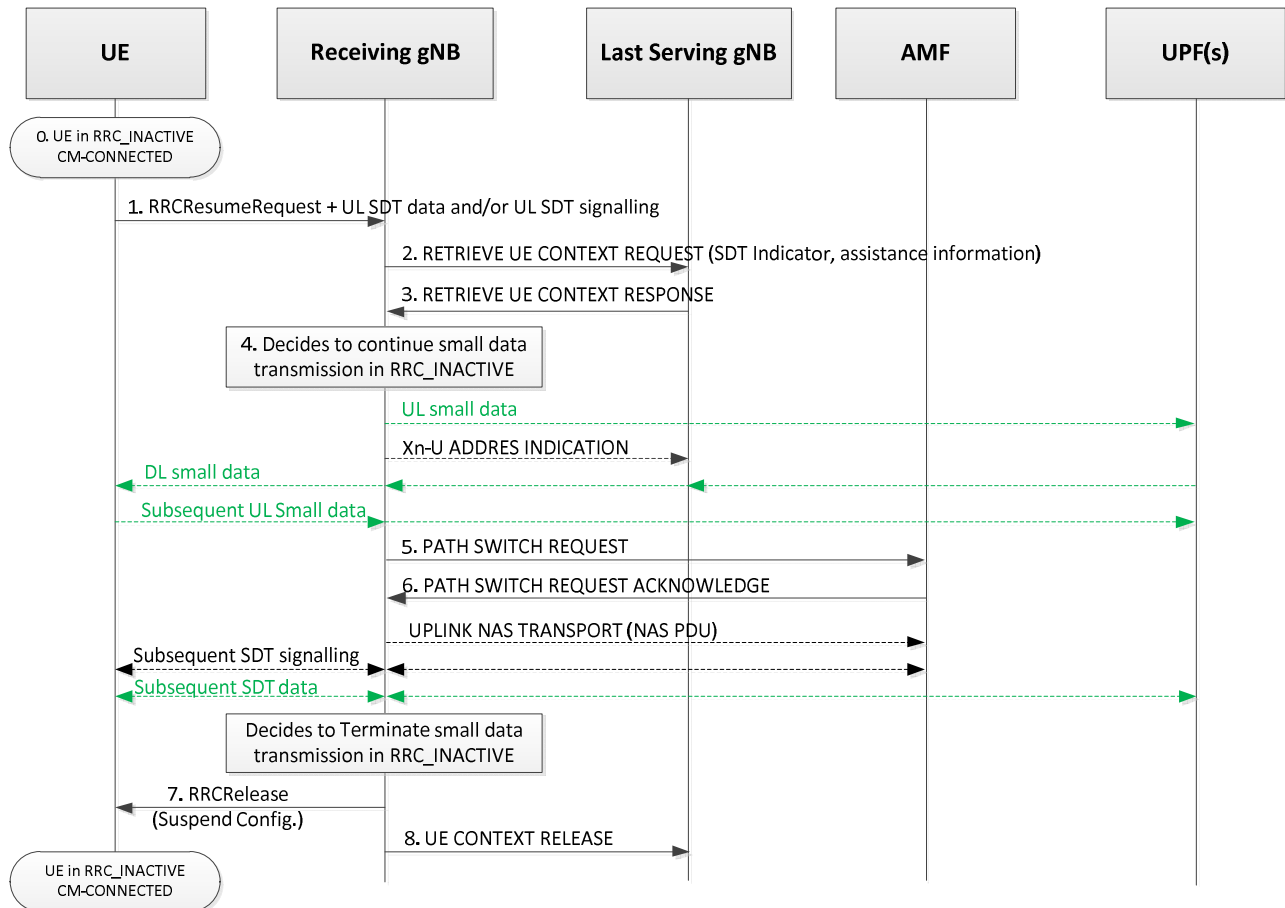 UE
Receiving gNB
Last Serving gNB
AMF
UPF(s)
0. UE in RRC_INACTIVE
CM-CONNECTED
1. RRCResumeRequest + UL SDT data and/or UL SDT signalling
2. RETRIEVE UE CONTEXT REQUEST (SDT Indicator, assistance information)
3. RETRIEVE UE CONTEXT RESPONSE
4. Decides to continue small data
transmission in RRC_INACTIVE
UL small data
Xn-U ADDRES INDICATION
DL small data
Subsequent UL Small data
5. PATH SWITCH REQUEST
6. PATH SWITCH REQUEST ACKNOWLEDGE
UPLINK NAS TRANSPORT (NAS PDU)
Subsequent SDT signalling
Subsequent SDT data
Decides to Terminate small data
transmission in RRC_INACTIVE
7. RRCRelease
(Suspend Config.)
8. UE CONTEXT RELEASE
UE in RRC_INACTIVE
CM-CONNECTED